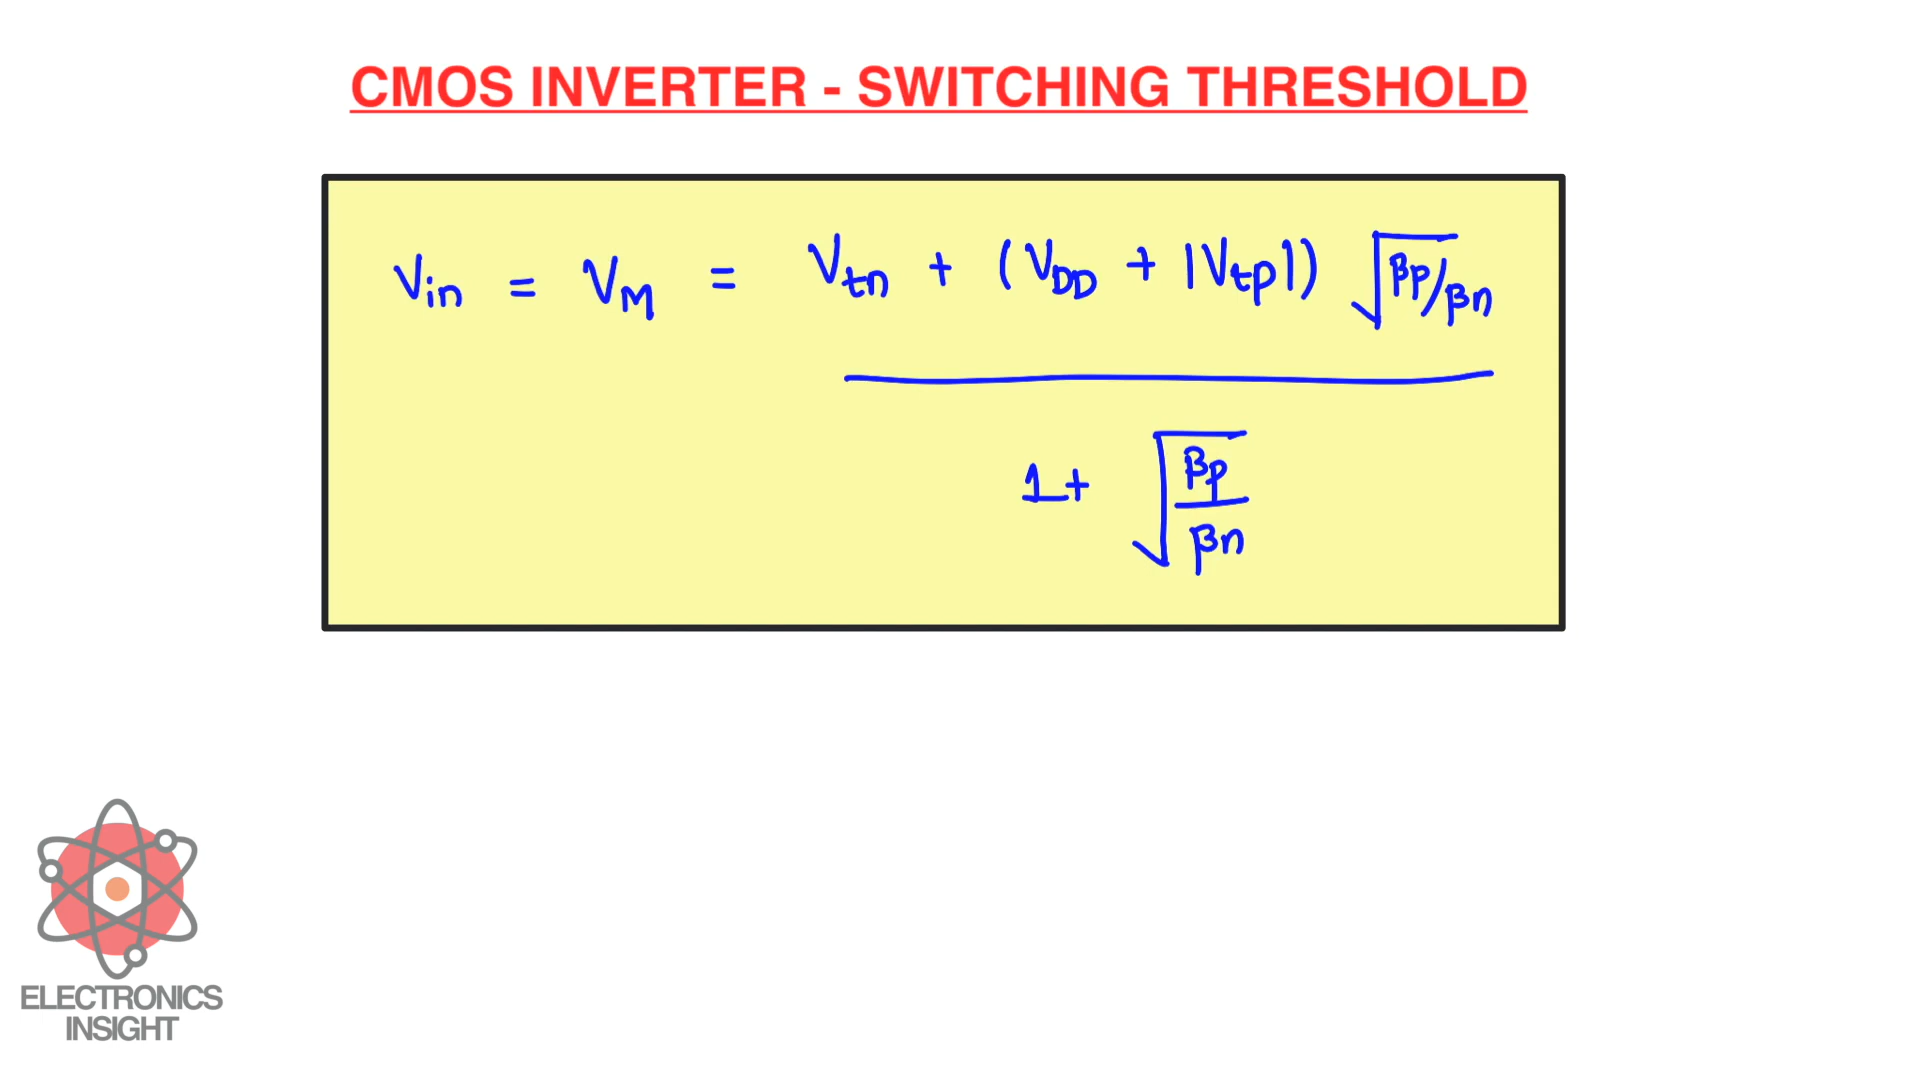 CMOS INVERTER - SWITCHING THRESHOLD
Vin = VM = Vtn + (VDD + |Vtp|) √βp/βn
1 + √βp/βn
ELECTRONICS
INSIGHT